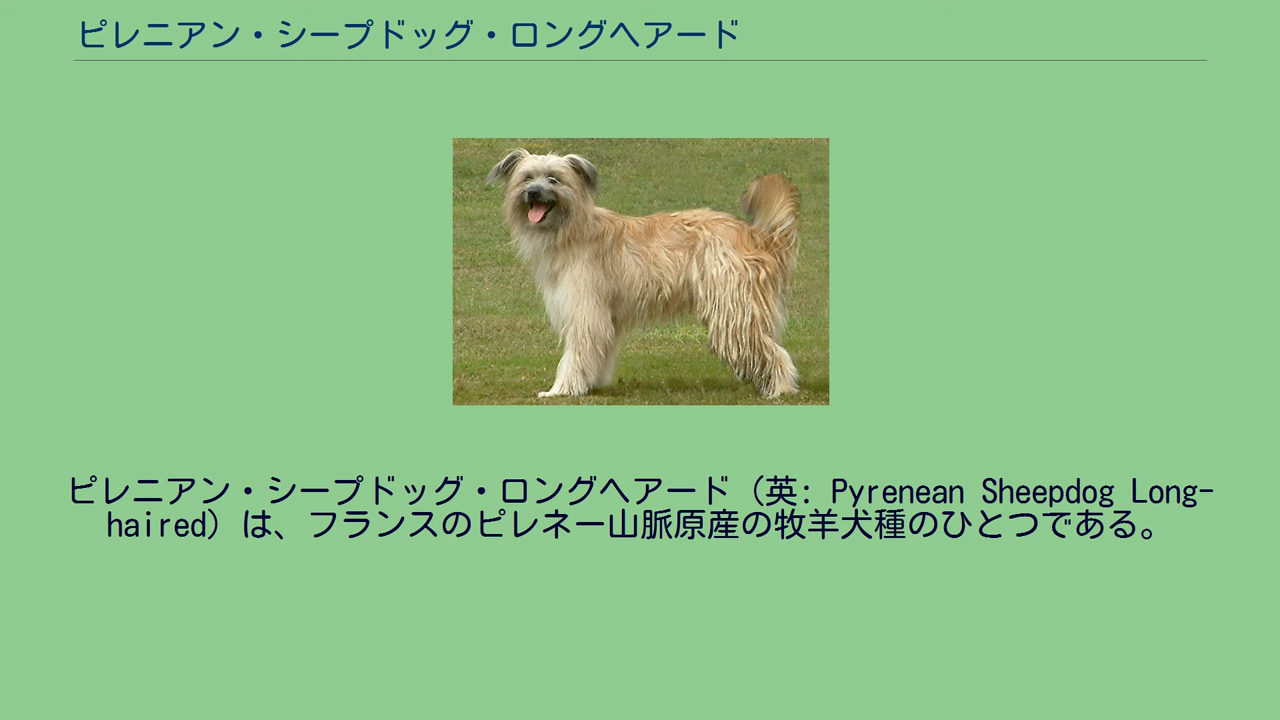 ピレニアン・シープドッグ・ロングヘアード
ピレニアン・シープドッグ・ロングヘアード（英: Pyrenean Sheepdog Long-
haired）は、フランスのピレネー山脈原産の牧羊犬種のひとつである。